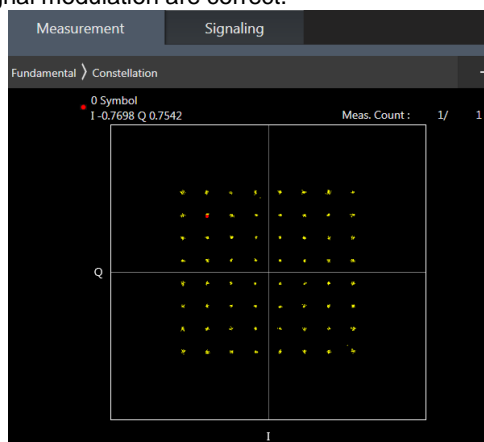 gnal modulation are correct.
Measurement Signaling
Fundamental 〉 Constellation
0 Symbol
I -0.7698 Q 0.7542 Meas. Count : 1/ 1
Q
I